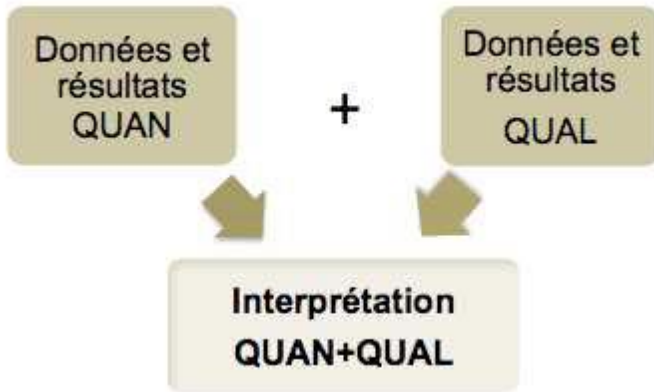 Données et
résultats
QUAN
+
Données et
résultats
QUAL
Interprétation
QUAN+QUAL